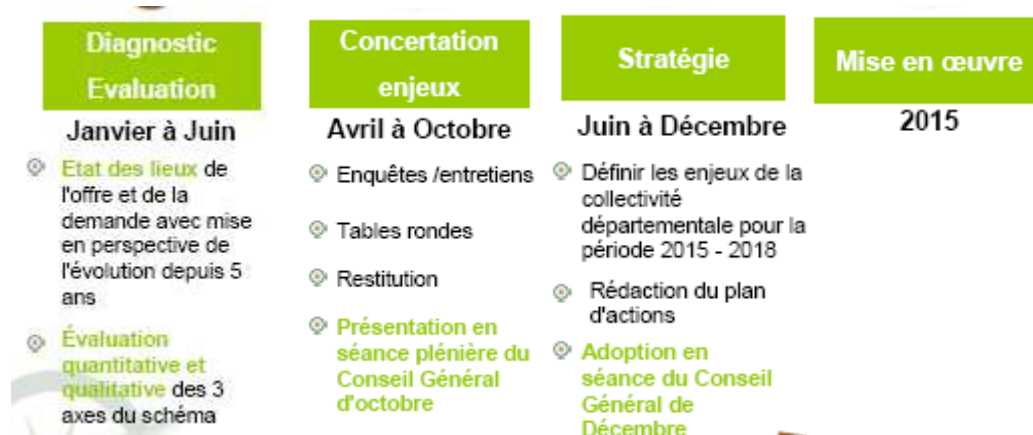 Diagnostic
Evaluation
Janvier à Juin
Etat des lieux de
l'offre et de la
demande avec mise
en perspective de
l'évolution depuis 5
ans
Évaluation
quantitative et
qualitative des 3
axes du schéma
Concertation
enjeux
Avril à Octobre
Enquêtes /entretiens
Tables rondes
Restitution
Présentation en
séance plénière du
Conseil Général
d'octobre
Stratégie
Juin à Décembre
Définir les enjeux de la
collectivité
départementale pour la
période 2015 - 2018
Rédaction du plan
d'actions
Adoption en
séance du Conseil
Général de
Décembre
Mise en œuvre
2015